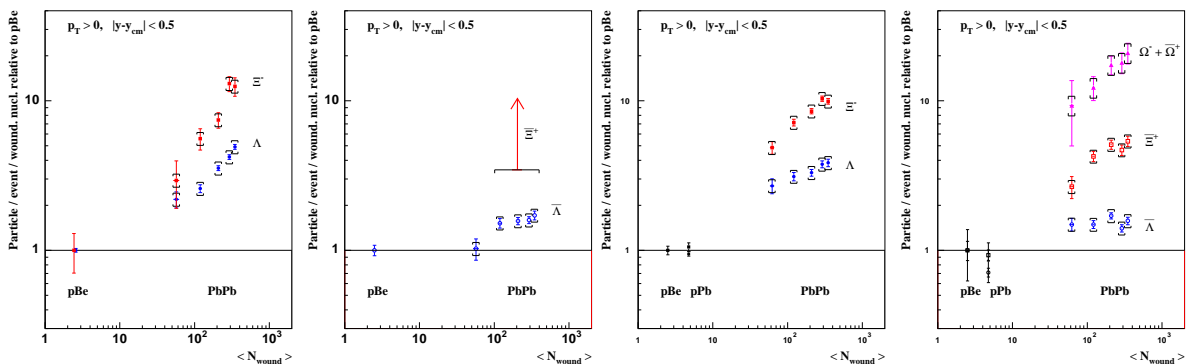 Particle / event / wound. nucl. relative to pBe
p_T > 0, |y-y_cm| < 0.5
10
1
Ξ⁻
Λ
pBe
PbPb
1
10
10²
10³
< N_wound >
Particle / event / wound. nucl. relative to pBe
p_T > 0, |y-y_cm| < 0.5
10
1
Ξ̅⁺
Λ̅
pBe
PbPb
1
10
10²
10³
< N_wound >
Particle / event / wound. nucl. relative to pBe
p_T > 0, |y-y_cm| < 0.5
10
1
Ξ⁻
Λ
pBe
pPb
PbPb
1
10
10²
10³
< N_wound >
Particle / event / wound. nucl. relative to pBe
p_T > 0, |y-y_cm| < 0.5
10
1
Ω⁻ + Ω̅⁺
Ξ̅⁺
Λ̅
pBe
pPb
PbPb
1
10
10²
10³
< N_wound >